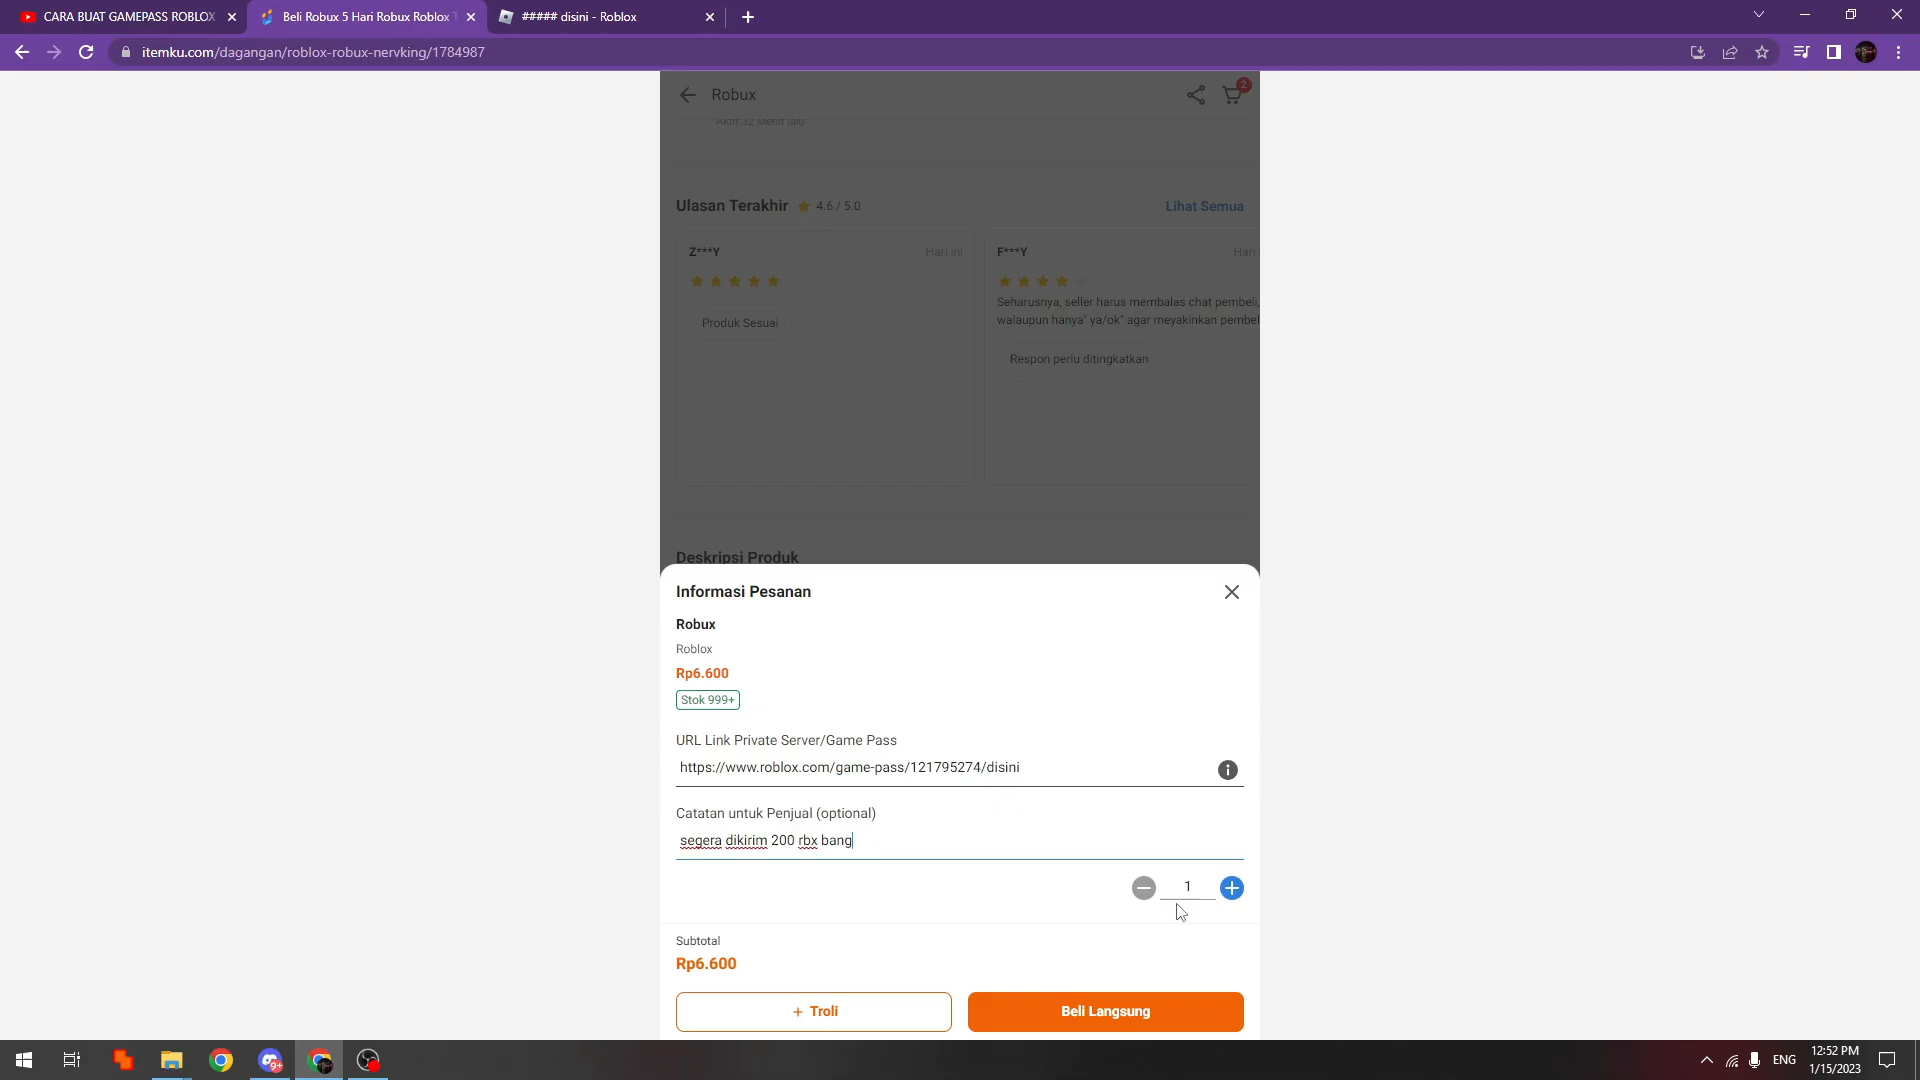 CARA BUAT GAMEPASS ROBLOX
Beli Robux 5 Hari Robux Roblox
##### disini - Roblox
itemku.com/dagangan/roblox-robux-nervking/1784987
Robux
2
Aktif 32 Menit lalu
Ulasan Terakhir 4.6 / 5.0
Lihat Semua
Z***Y Hari ini
Produk Sesuai
F***Y Hari
Seharusnya, seller harus membalas chat pembeli,
walaupun hanya" ya/ok" agar meyakinkan pembel
Respon perlu ditingkatkan
Deskripsi Produk
Informasi Pesanan
Robux
Roblox
Rp6.600
Stok 999+
URL Link Private Server/Game Pass
https://www.roblox.com/game-pass/121795274/disini
Catatan untuk Penjual (optional)
segera dikirim 200 rbx bang
1
Subtotal
Rp6.600
+ Troli
Beli Langsung
9+
ENG
12:52 PM
1/15/2023